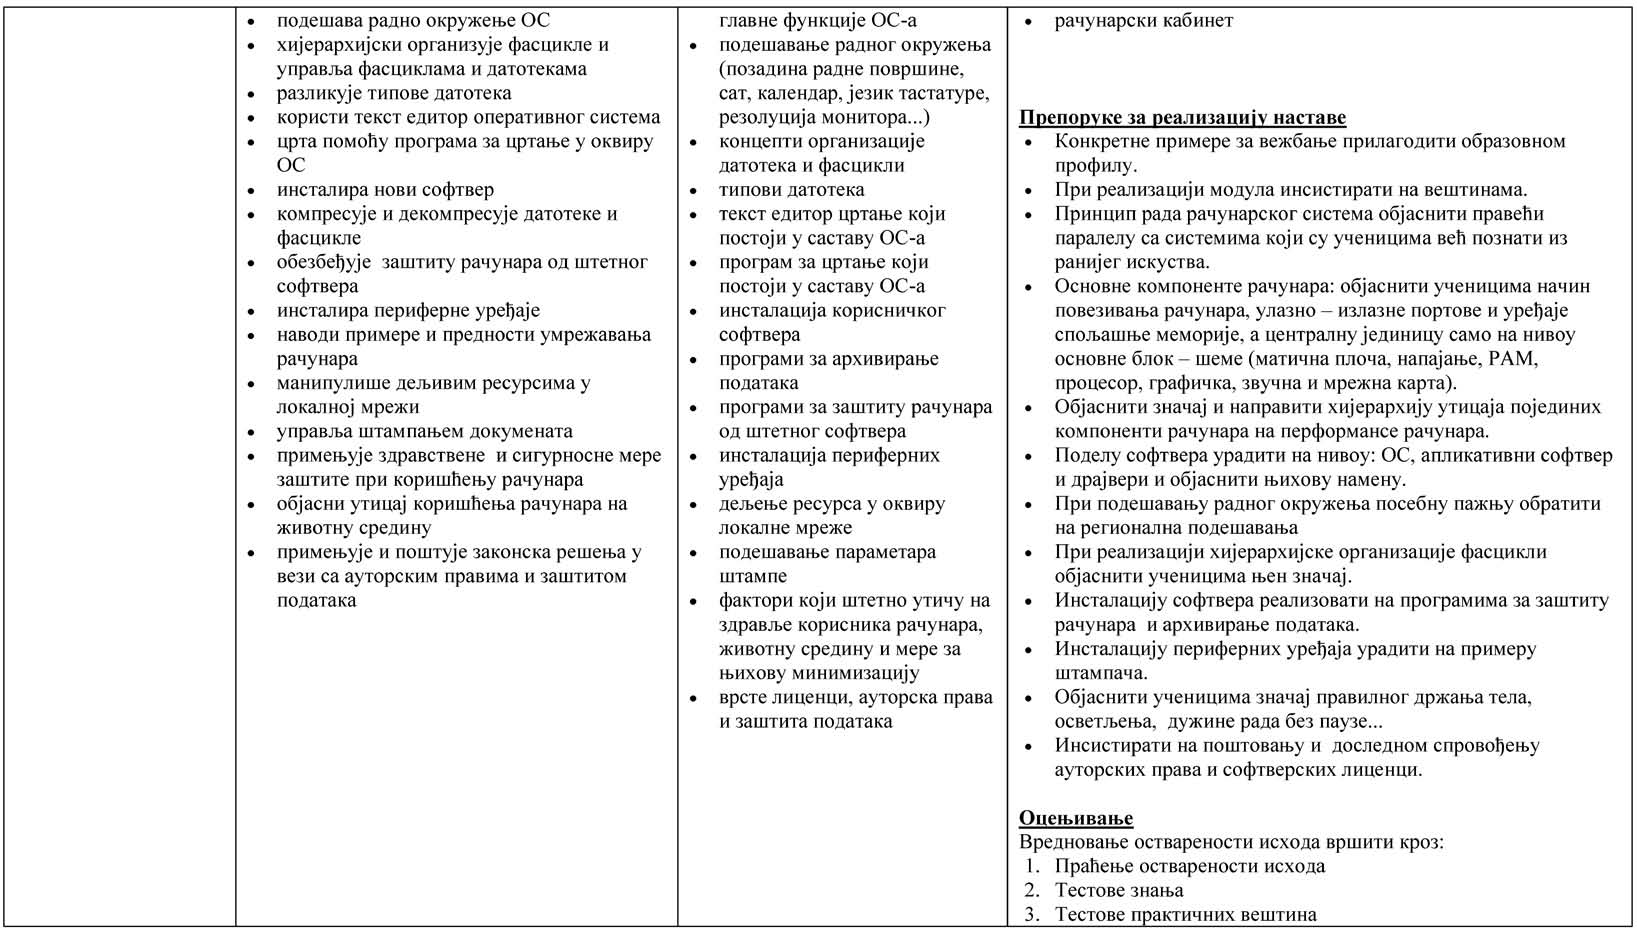 • подешава радно окружење ОС
• хијерархијски организује фасцикле и
управља фасциклама и датотекама
• разликује типове датотека
• користи текст едитор оперативног система
• црта помоћу програма за цртање у оквиру
ОС
• инсталира нови софтвер
• компресује и декомпресује датотеке и
фасцикле
• обезбеђује заштиту рачунара од штетног
софтвера
• инсталира периферне уређаје
• наводи примере и предности умрежавања
рачунара
• манипулише дељивим ресурсима у
локалној мрежи
• управља штампањем докумената
• примењује здравствене и сигурносне мере
заштите при коришћењу рачунара
• објасни утицај коришћења рачунара на
животну средину
• примењује и поштује законска решења у
вези са ауторским правима и заштитом
података
главне функције ОС-а
• подешавање радног окружења
(позадина радне површине,
сат, календар, језик тастатуре,
резолуција монитора...)
• концепти организације
датотека и фасцикли
• типови датотека
• текст едитор цртање који
постоји у саставу ОС-а
• програм за цртање који
постоји у саставу ОС-а
• инсталација корисничког
софтвера
• програми за архивирање
података
• програми за заштиту рачунара
од штетног софтвера
• инсталација периферних
уређаја
• дељење ресурса у оквиру
локалне мреже
• подешавање параметара
штампе
• фактори који штетно утичу на
здравље корисника рачунара,
животну средину и мере за
њихову минимизацију
• врсте лиценци, ауторска права
и заштита података
• рачунарски кабинет
Препоруке за реализацију наставе
• Конкретне примере за вежбање прилагодити образовном
профилу.
• При реализацији модула инсистирати на вештинама.
• Принцип рада рачунарског система објаснити правећи
паралелу са системима који су ученицима већ познати из
ранијег искуства.
• Основне компоненте рачунара: објаснити ученицима начин
повезивања рачунара, улазно – излазне портове и уређаје
спољашње меморије, а централну јединицу само на нивоу
основне блок – шеме (матична плоча, напајање, РАМ,
процесор, графичка, звучна и мрежна карта).
• Објаснити значај и направити хијерархију утицаја појединих
компоненти рачунара на перформансе рачунара.
• Поделу софтвера урадити на нивоу: ОС, апликативни софтвер
и драјвери и објаснити њихову намену.
• При подешавању радног окружења посебну пажњу обратити
на регионална подешавања
• При реализацији хијерархијске организације фасцикли
објаснити ученицима њен значај.
• Инсталацију софтвера реализовати на програмима за заштиту
рачунара и архивирање података.
• Инсталацију периферних уређаја урадити на примеру
штампача.
• Објаснити ученицима значај правилног држања тела,
осветљења, дужине рада без паузе...
• Инсистирати на поштовању и доследном спровођењу
ауторских права и софтверских лиценци.
Оцењивање
Вредновање остварености исхода вршити кроз:
1. Праћење остварености исхода
2. Тестове знања
3. Тестове практичних вештина